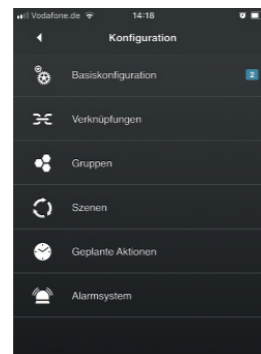 Vodafone.de 14:18
Konfiguration
Basiskonfiguration 2
Verknüpfungen
Gruppen
Szenen
Geplante Aktionen
Alarmsystem